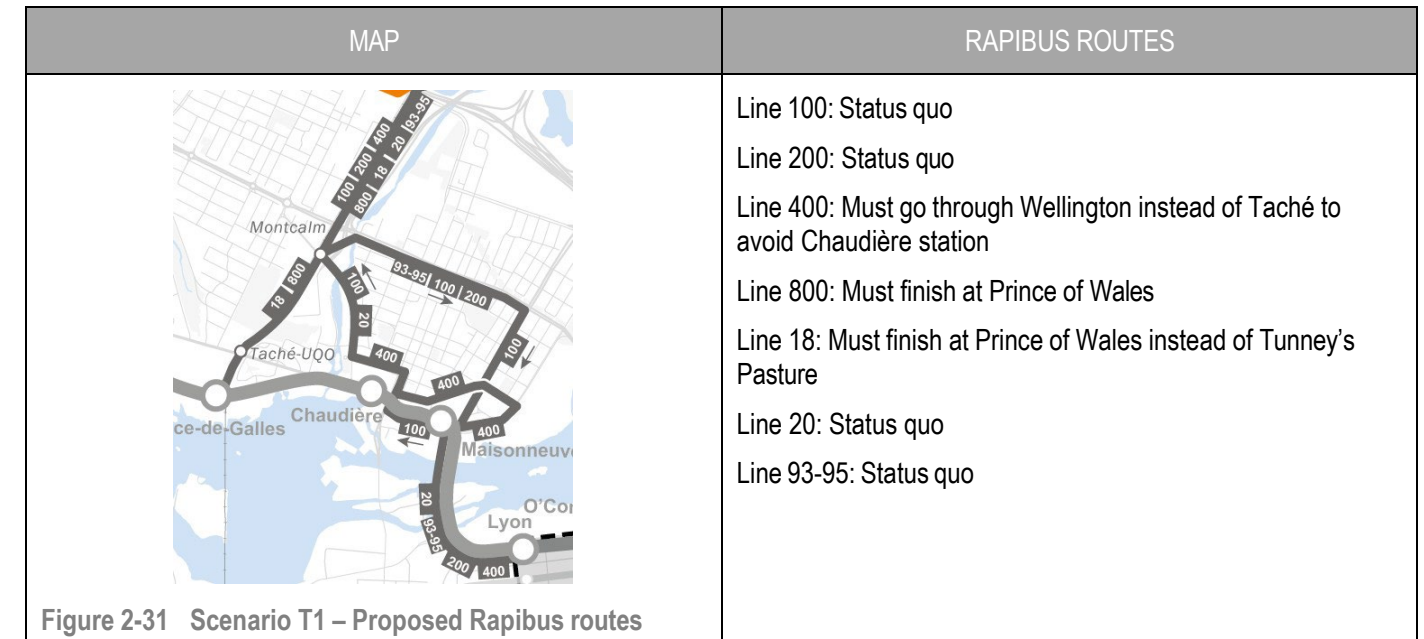 MAP
RAPIBUS ROUTES
100 | 200 | 400
800 | 18 | 20 | 93-95
Montcalm
18 | 800
100
20
93-95 | 100 | 200
100
Taché-UQO
400
400
Chaudière
ce-de-Galles
100
400
Maisonneuv
20
93-95
200
400
O'Co
Lyon
Figure 2-31 Scenario T1 – Proposed Rapibus routes
Line 100: Status quo
Line 200: Status quo
Line 400: Must go through Wellington instead of Taché to
avoid Chaudière station
Line 800: Must finish at Prince of Wales
Line 18: Must finish at Prince of Wales instead of Tunney's
Pasture
Line 20: Status quo
Line 93-95: Status quo